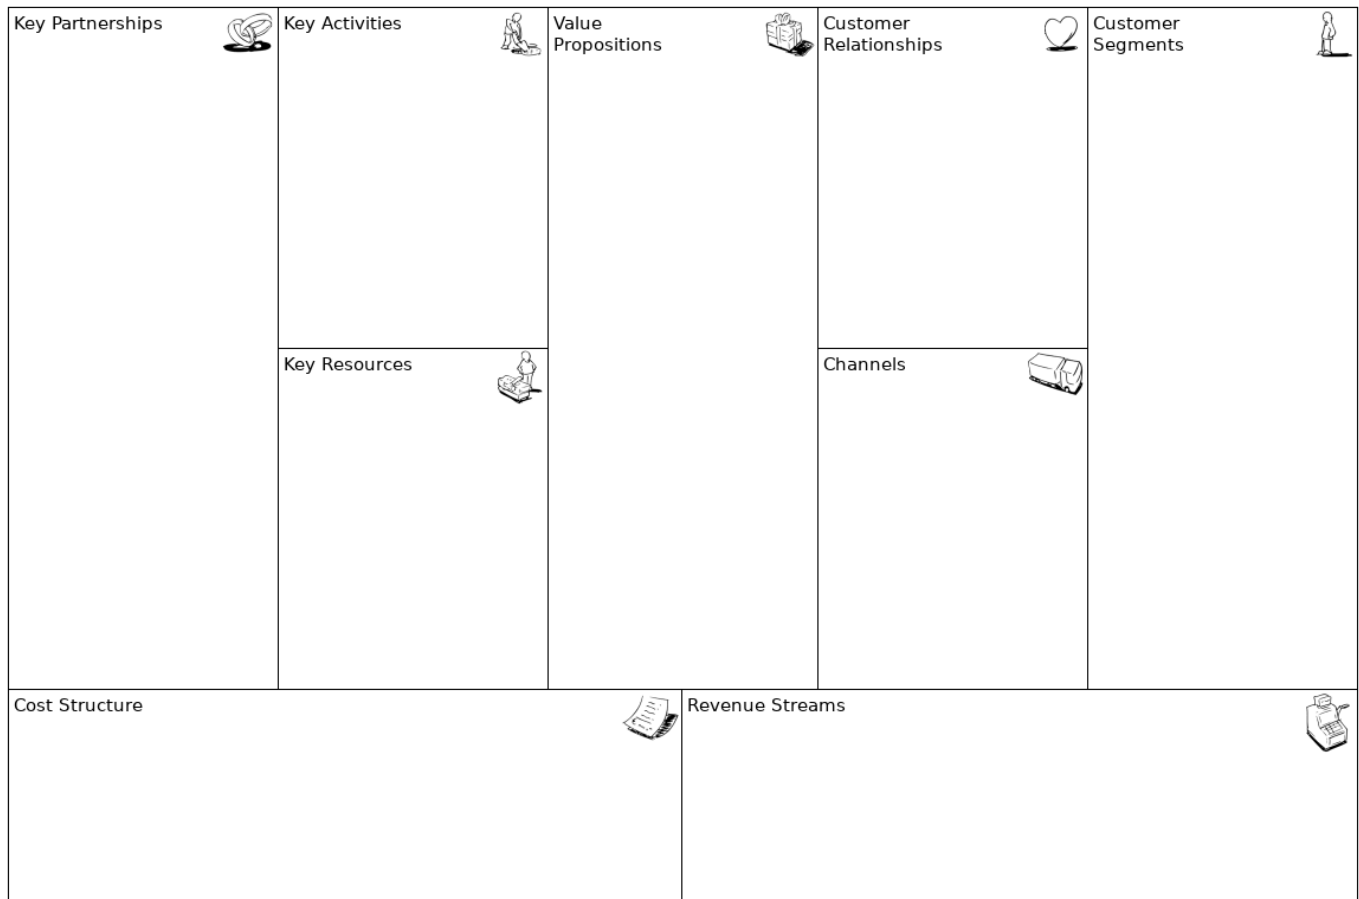 Key Partnerships
Key Activities
Value
Propositions
Customer
Relationships
Customer
Segments
Key Resources
Channels
Cost Structure
Revenue Streams